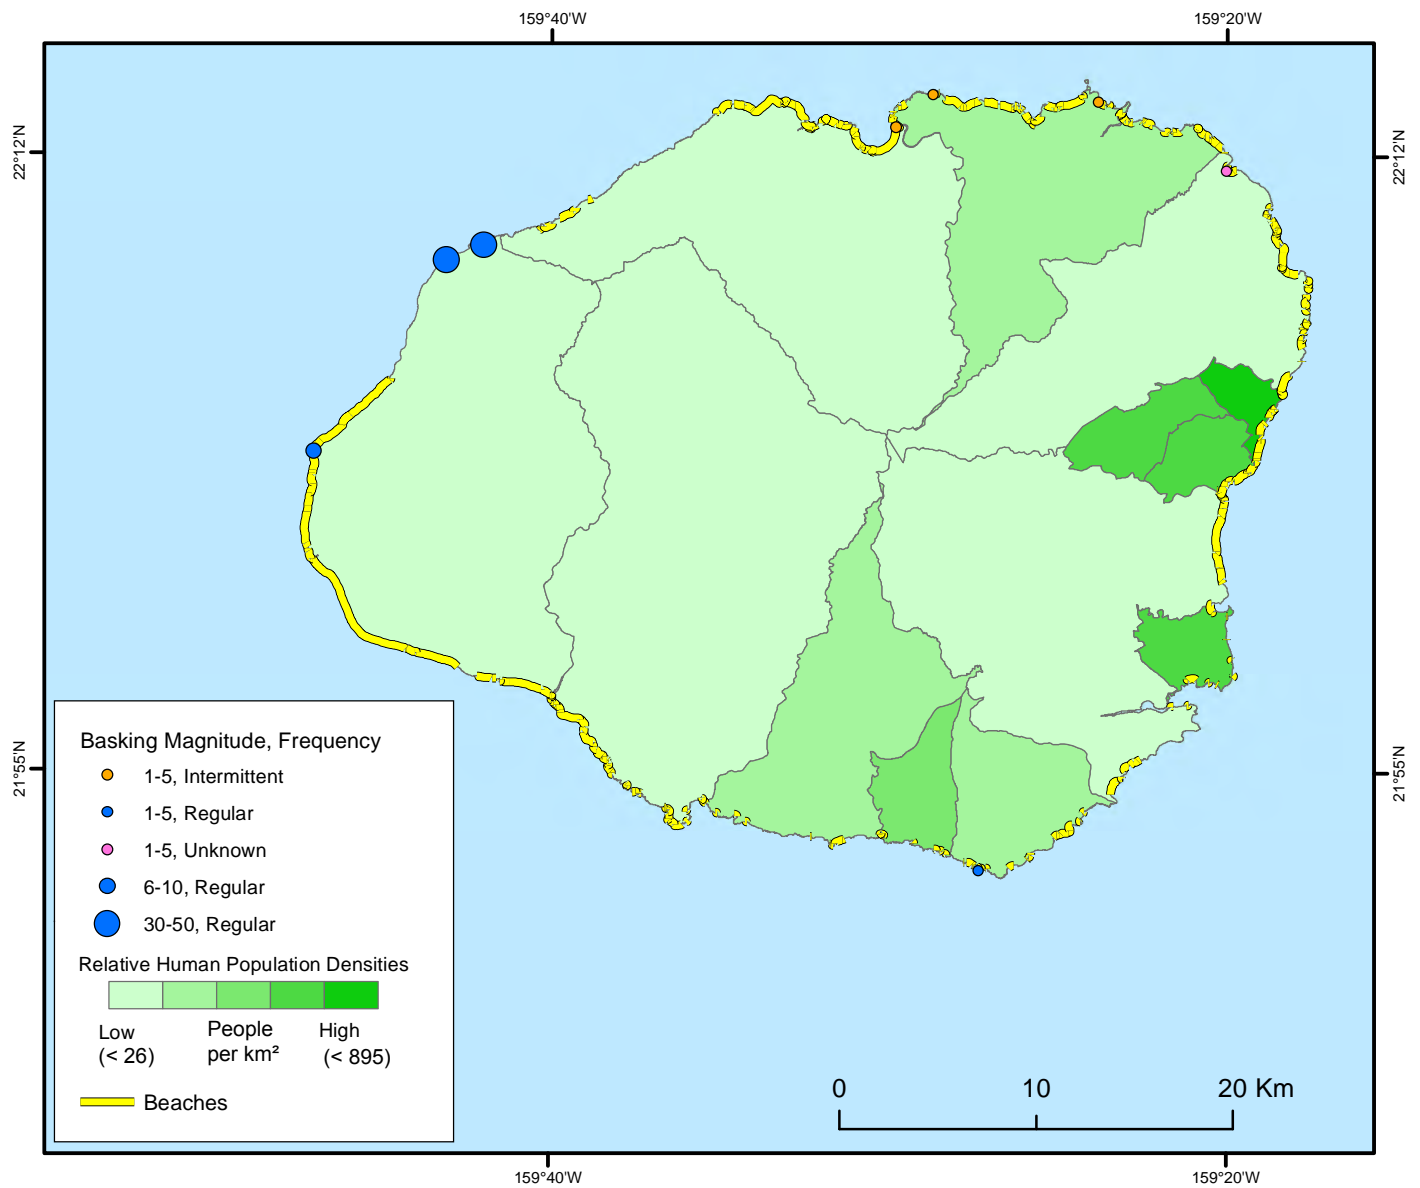 159°40'W
159°20'W
22°12'N
22°12'N
21°55'N
21°55'N
Basking Magnitude, Frequency
1-5, Intermittent
1-5, Regular
1-5, Unknown
6-10, Regular
30-50, Regular
Relative Human Population Densities
Low People High
(< 26) per km² (< 895)
Beaches
0 10 20 Km
159°40'W
159°20'W